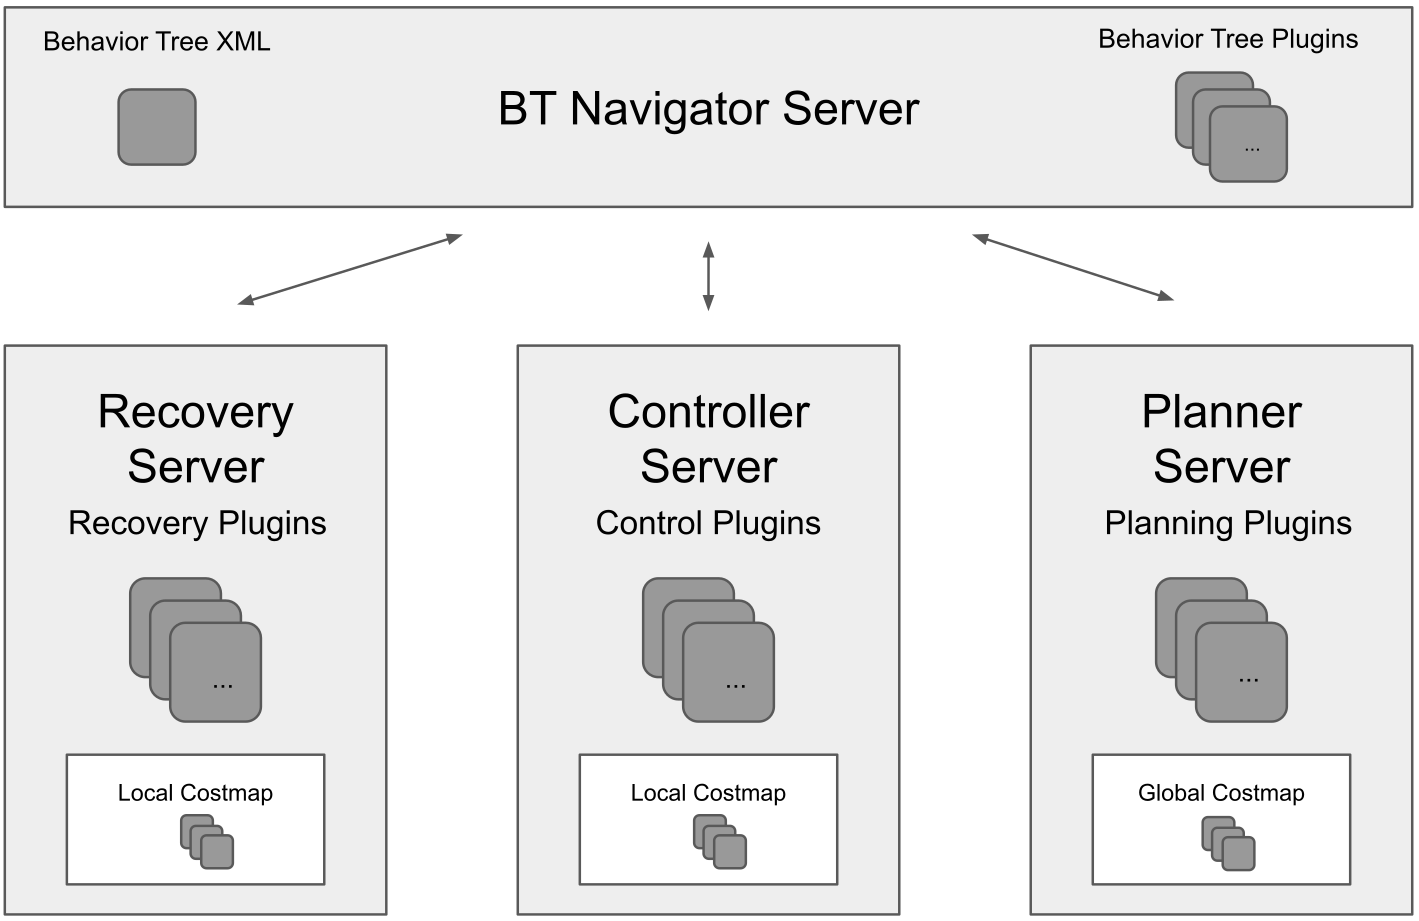 Behavior Tree XML
BT Navigator Server
Behavior Tree Plugins
...
Recovery
Server
Recovery Plugins
...
Local Costmap
Controller
Server
Control Plugins
...
Local Costmap
Planner
Server
Planning Plugins
...
Global Costmap